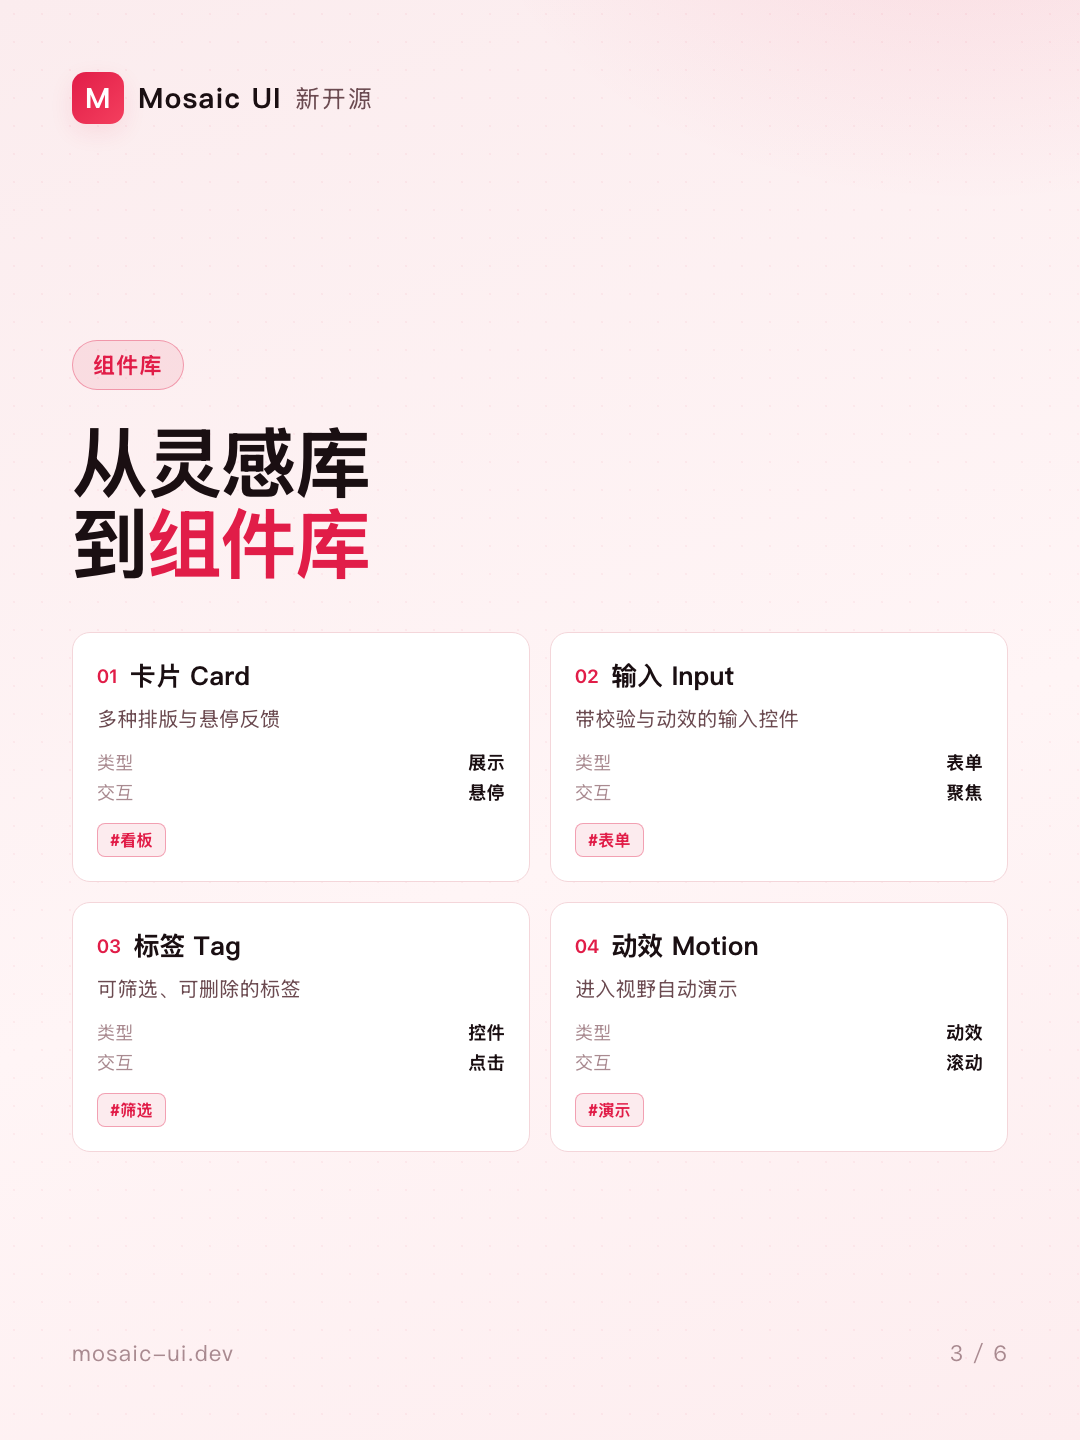 M Mosaic UI 新开源
组件库
从灵感库
到组件库
01 卡片 Card
多种排版与悬停反馈
类型 展示
交互 悬停
#看板
02 输入 Input
带校验与动效的输入控件
类型 表单
交互 聚焦
#表单
03 标签 Tag
可筛选、可删除的标签
类型 控件
交互 点击
#筛选
04 动效 Motion
进入视野自动演示
类型 动效
交互 滚动
#演示
mosaic-ui.dev
3 / 6